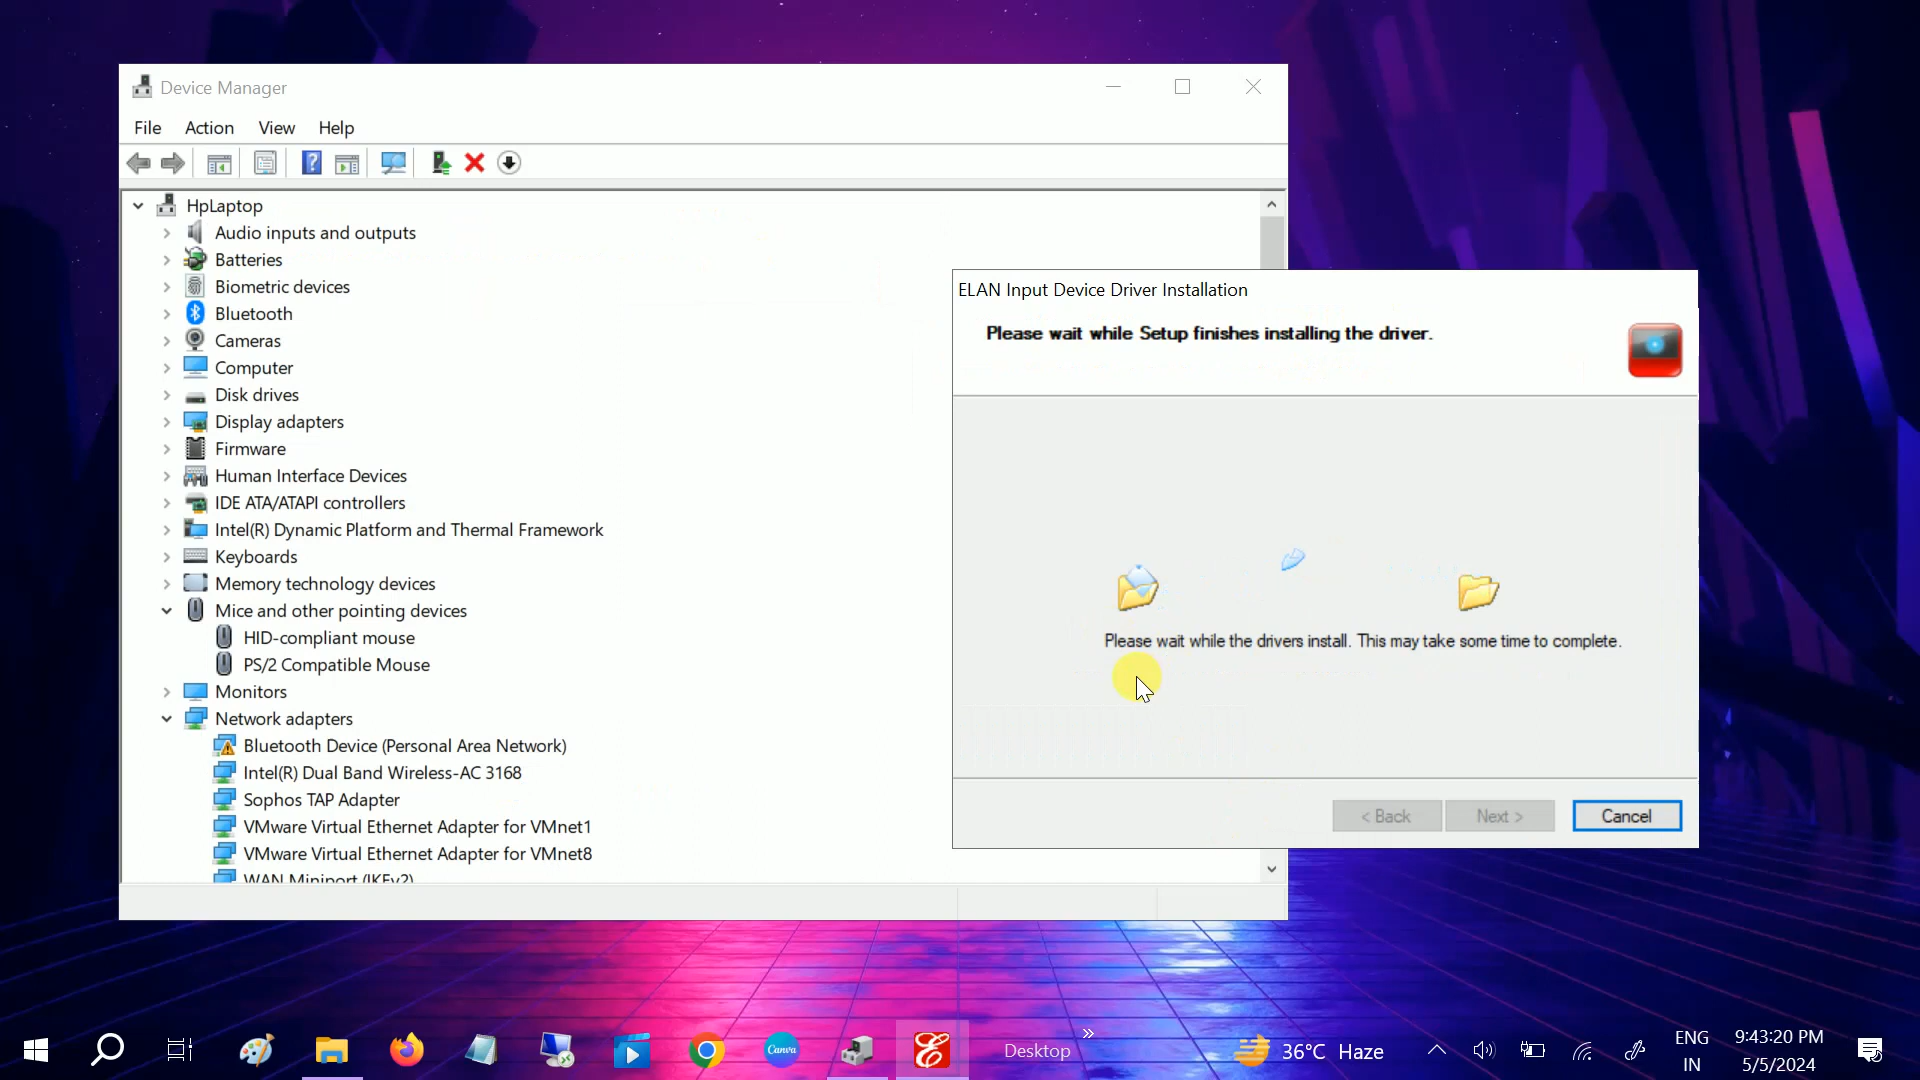 Device Manager
File Action View Help
HpLaptop
Audio inputs and outputs
Batteries
Biometric devices
Bluetooth
Cameras
Computer
Disk drives
Display adapters
Firmware
Human Interface Devices
IDE ATA/ATAPI controllers
Intel(R) Dynamic Platform and Thermal Framework
Keyboards
Memory technology devices
Mice and other pointing devices
HID-compliant mouse
PS/2 Compatible Mouse
Monitors
Network adapters
Bluetooth Device (Personal Area Network)
Intel(R) Dual Band Wireless-AC 3168
Sophos TAP Adapter
VMware Virtual Ethernet Adapter for VMnet1
VMware Virtual Ethernet Adapter for VMnet8
WAN Miniport (IKEv2)
ELAN Input Device Driver Installation
Please wait while Setup finishes installing the driver.
Please wait while the drivers install. This may take some time to complete.
< Back Next > Cancel
Canva
Desktop
36°C Haze
ENG
IN
9:43:20 PM
5/5/2024